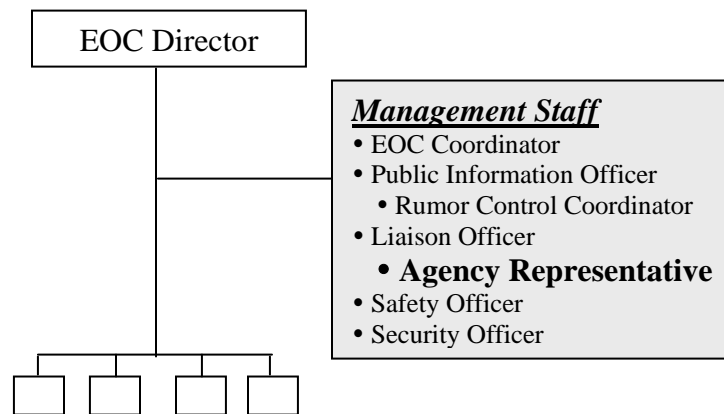 EOC Director
Management Staff
• EOC Coordinator
• Public Information Officer
• Rumor Control Coordinator
• Liaison Officer
• Agency Representative
• Safety Officer
• Security Officer